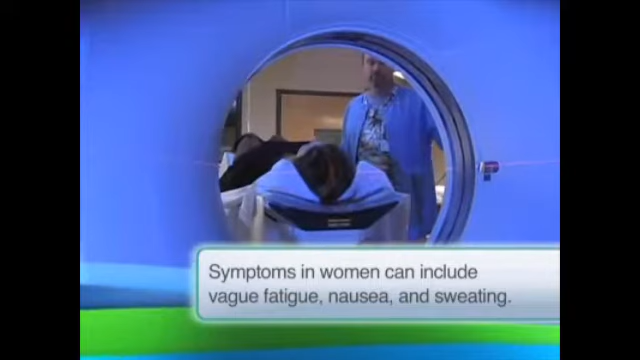 Symptoms in women can include
vague fatigue, nausea, and sweating.